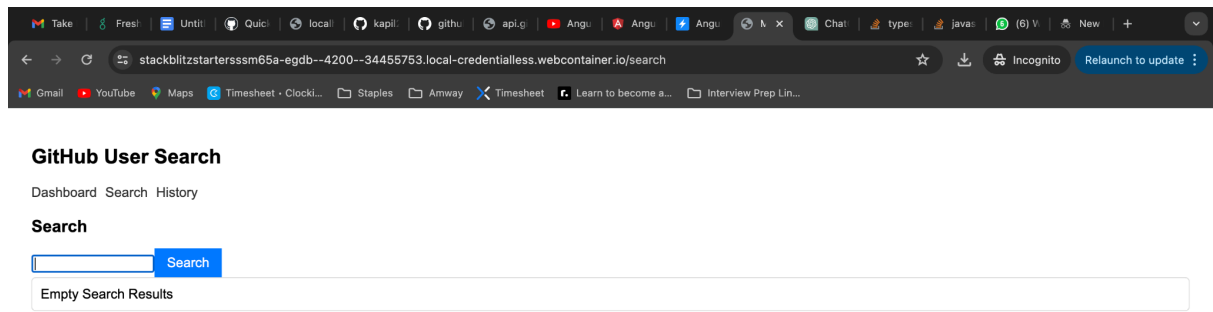 Take Fresh Untitl Quick locall kapil githu api.gi Angu Angu Angu N Chat type javas (6) W New
stackblitzstartersssm65a-egdb--4200--34455753.local-credentialless.webcontainer.io/search Incognito Relaunch to update
Gmail YouTube Maps Timesheet • Clocki... Staples Amway Timesheet Learn to become a... Interview Prep Lin...
GitHub User Search
Dashboard Search History
Search
Search
Empty Search Results